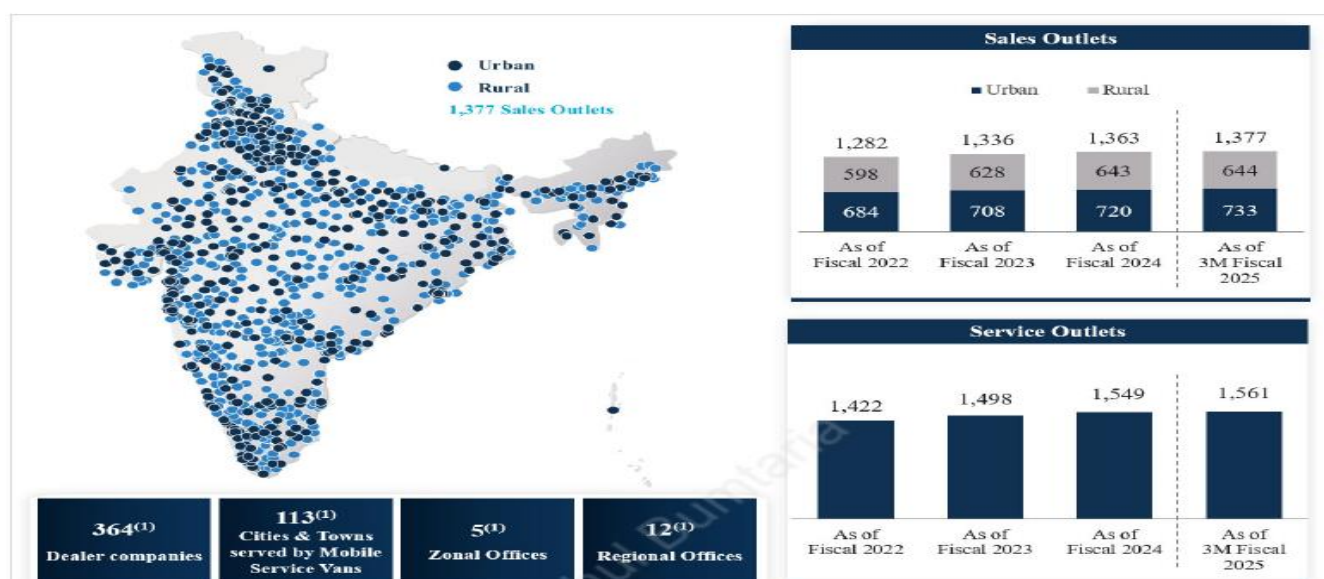 Urban
Rural
1,377 Sales Outlets
364(1)
Dealer companies
113(1)
Cities & Towns
served by Mobile
Service Vans
5(1)
Zonal Offices
12(1)
Regional Offices
Sales Outlets
Urban Rural
1,282 1,336 1,363 1,377
598 628 643 644
684 708 720 733
As of As of As of As of
Fiscal 2022 Fiscal 2023 Fiscal 2024 3M Fiscal
2025
Service Outlets
1,422 1,498 1,549 1,561
As of As of As of As of
Fiscal 2022 Fiscal 2023 Fiscal 2024 3M Fiscal
2025
Bumtaria